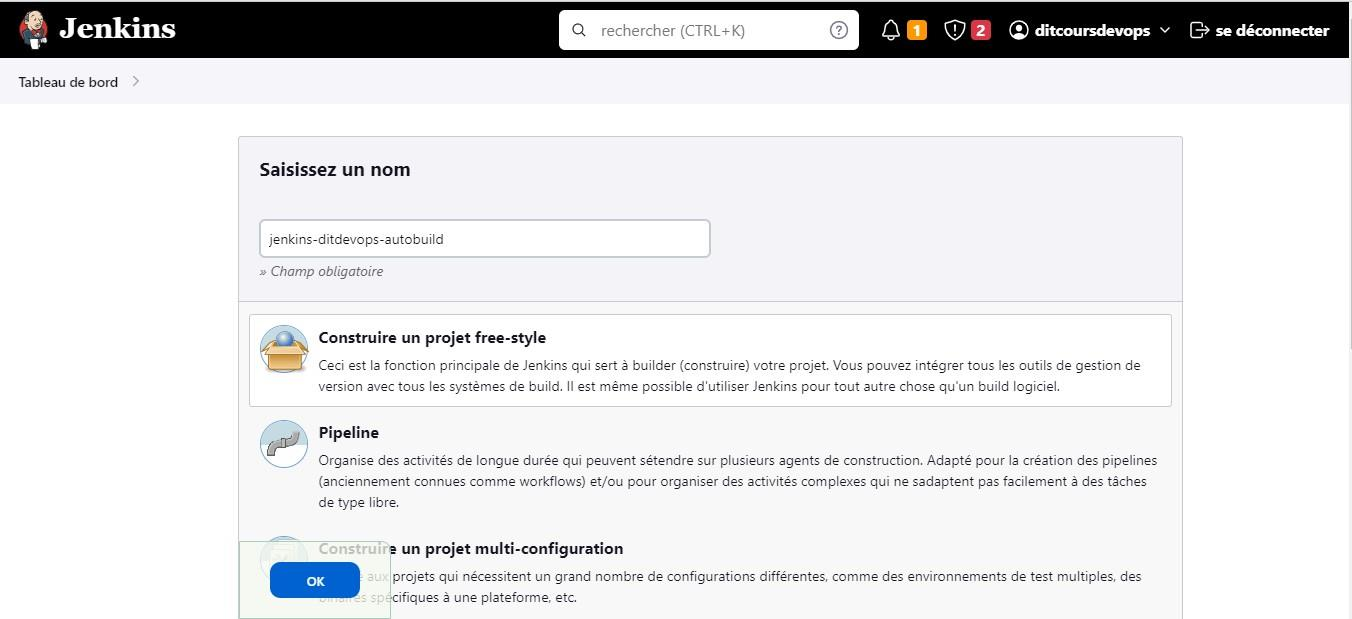 Jenkins
rechercher (CTRL+K)
1
2
ditcoursdevops
se déconnecter
Tableau de bord
Saisissez un nom
jenkins-ditdevops-autobuild
» Champ obligatoire
Construire un projet free-style
Ceci est la fonction principale de Jenkins qui sert à builder (construire) votre projet. Vous pouvez intégrer tous les outils de gestion de
version avec tous les systèmes de build. Il est même possible d'utiliser Jenkins pour tout autre chose qu'un build logiciel.
Pipeline
Organise des activités de longue durée qui peuvent sétendre sur plusieurs agents de construction. Adapté pour la création des pipelines
(anciennement connues comme workflows) et/ou pour organiser des activités complexes qui ne sadaptent pas facilement à des tâches
de type libre.
Construire un projet multi-configuration
aux projets qui nécessitent un grand nombre de configurations différentes, comme des environnements de test multiples, des
OK
binaires spécifiques à une plateforme, etc.